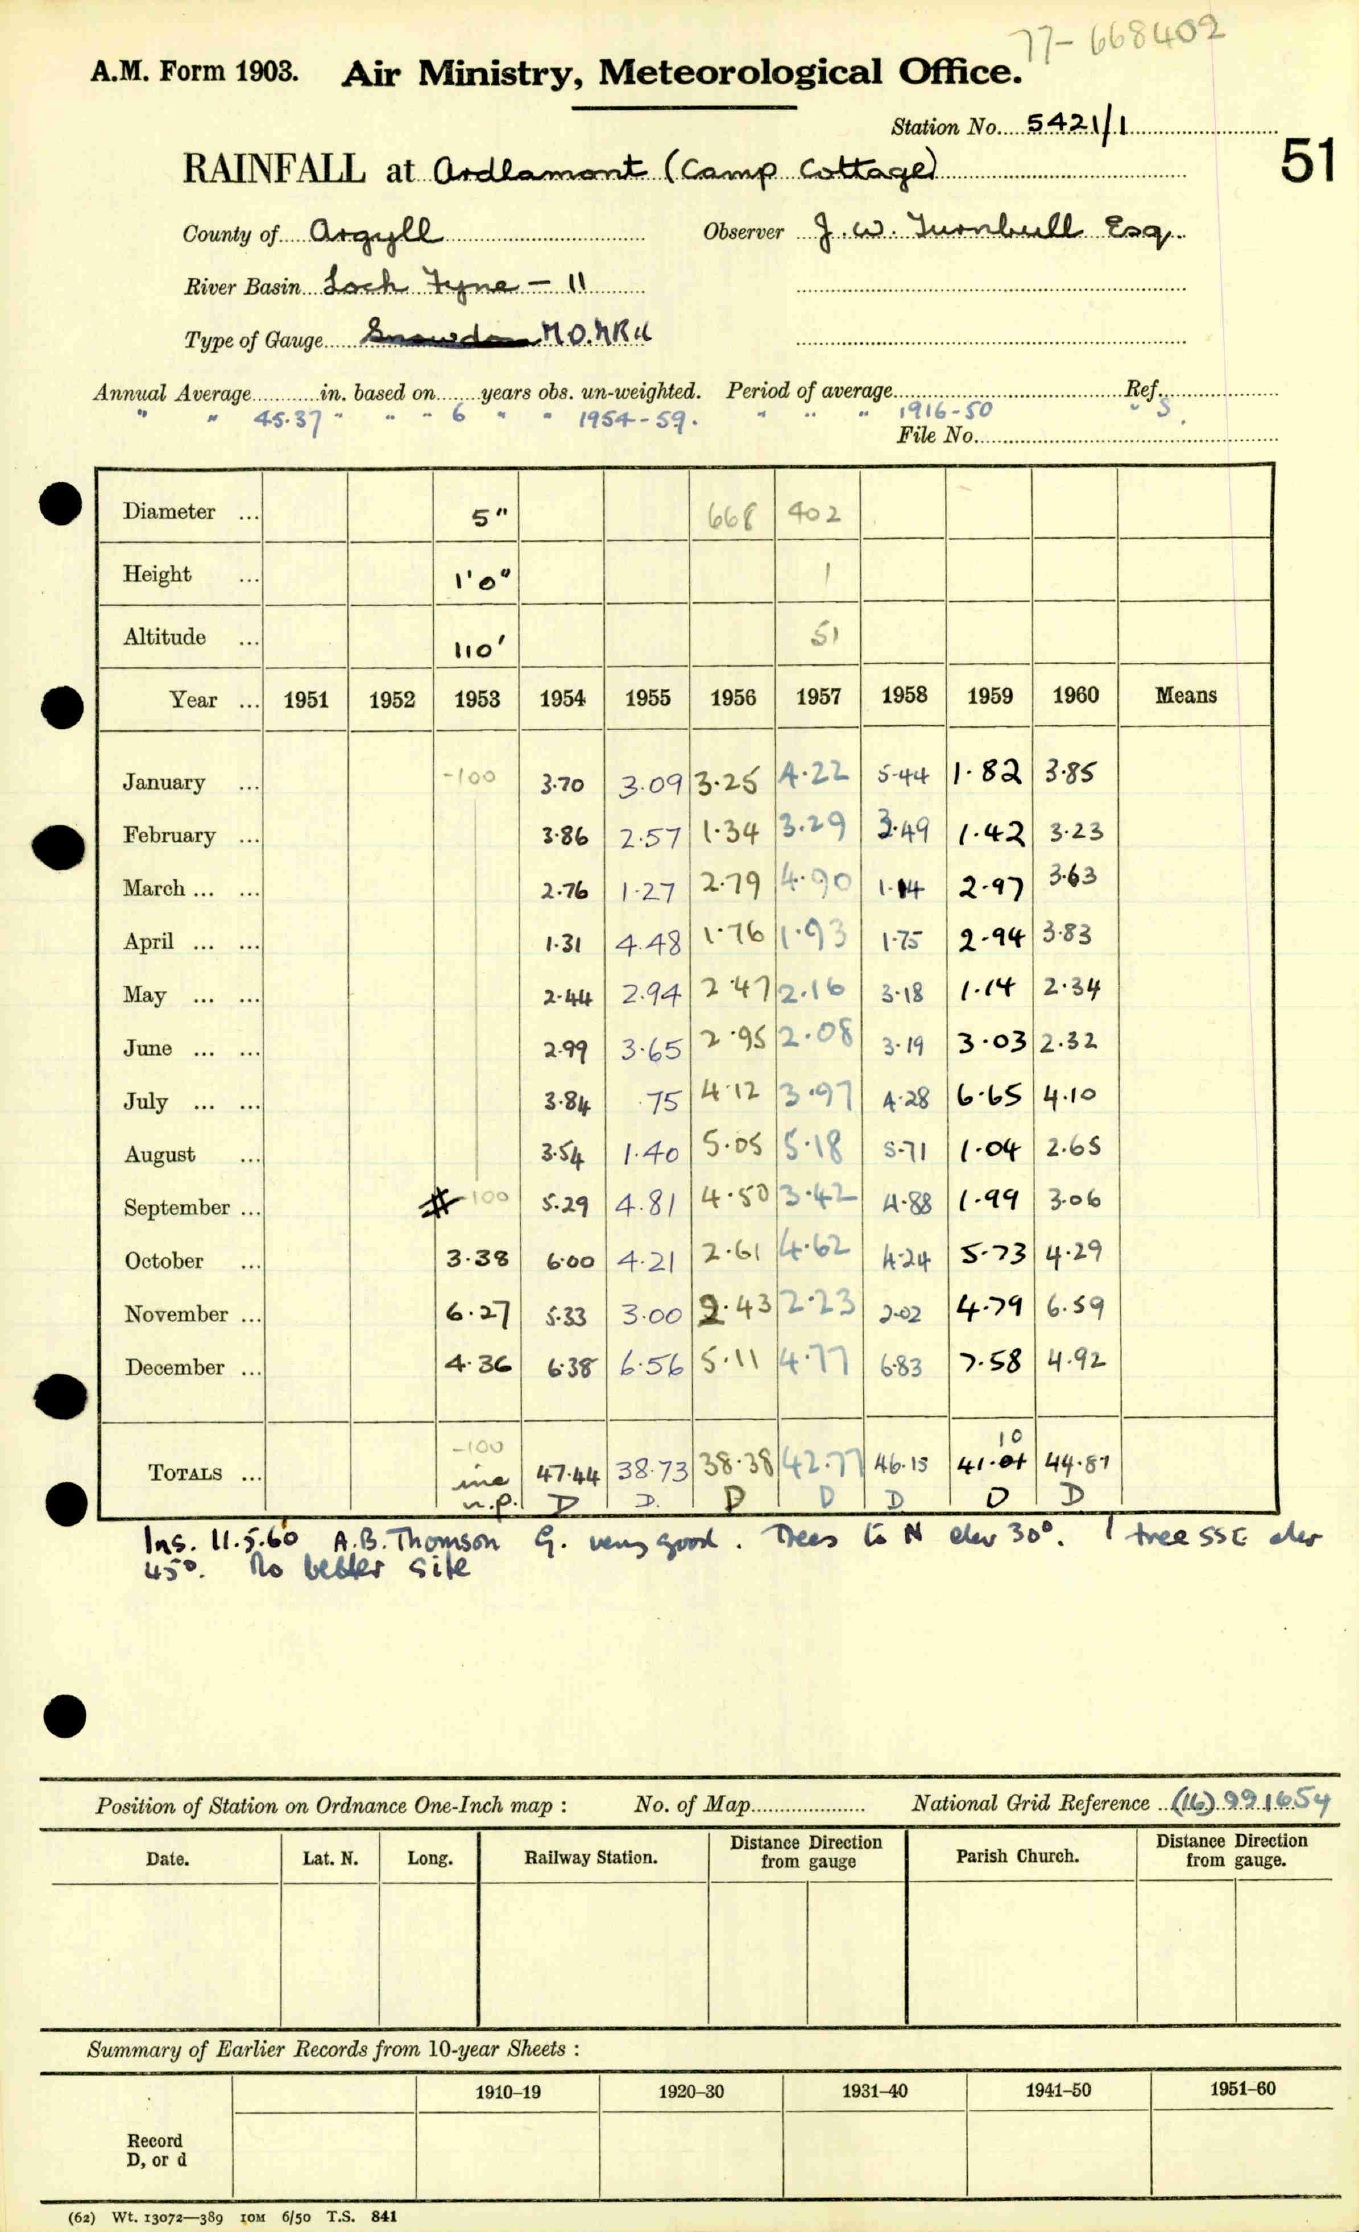 77-668402
A.M. Form 1903. Air Ministry, Meteorological Office.
Station No. 5421/1
51
RAINFALL at Ardlamont (Camp Cottage)
County of Argyll Observer J. W. Turnbull Esq.
River Basin Loch Fyne - 11
Type of Gauge Snowdon M.O. MK II
Annual Average in. based on years obs. un-weighted. Period of average Ref.
" " 45.37 " " " 6 " " 1954-59. " " " 1916-50 " S.
File No.
Diameter ... 5" 668 402
Height ... 1'0" 1
Altitude ... 110' 51
Year ... 1951 1952 1953 1954 1955 1956 1957 1958 1959 1960 Means
January ... -100 3.70 3.09 3.25 4.22 5.44 1.82 3.85
February ... 3.86 2.57 1.34 3.29 2.49 1.42 3.23
March ... ... 2.76 1.27 2.79 4.90 1.14 2.97 3.63
April ... ... 1.31 4.48 1.76 1.93 1.75 2.94 3.83
May ... ... 2.44 2.94 2.47 2.16 3.18 1.14 2.34
June ... ... 2.99 3.65 2.95 2.08 3.19 3.03 2.32
July ... ... 3.84 .75 4.12 3.97 4.28 6.65 4.10
August ... 3.54 1.40 5.05 5.18 5.71 1.04 2.65
September ... # -100 5.29 4.81 4.50 3.42 4.88 1.99 3.06
October ... 3.38 6.00 4.21 2.61 4.62 4.24 5.73 4.29
November ... 6.27 5.33 3.00 2.43 2.23 2.02 4.79 6.59
December ... 4.36 6.38 6.56 5.11 4.77 6.83 7.58 4.92
-100 10
TOTALS ... inc 47.44 38.73 38.38 42.77 46.15 41.01 44.81
n.p. D D. D D D D D
Ins. 11.5.60 A.B. Thomson G. very good. Trees to N elev 30°. 1 tree SSE elev
45°. No better site
Position of Station on Ordnance One-Inch map : No. of Map National Grid Reference (16) 991654
Date. Lat. N. Long. Railway Station. Distance Direction from gauge Parish Church. Distance Direction from gauge.
Summary of Earlier Records from 10-year Sheets :
1910–19 1920–30 1931–40 1941–50 1951–60
Record
D, or d
(62) Wt. 13072—389 10M 6/50 T.S. 841